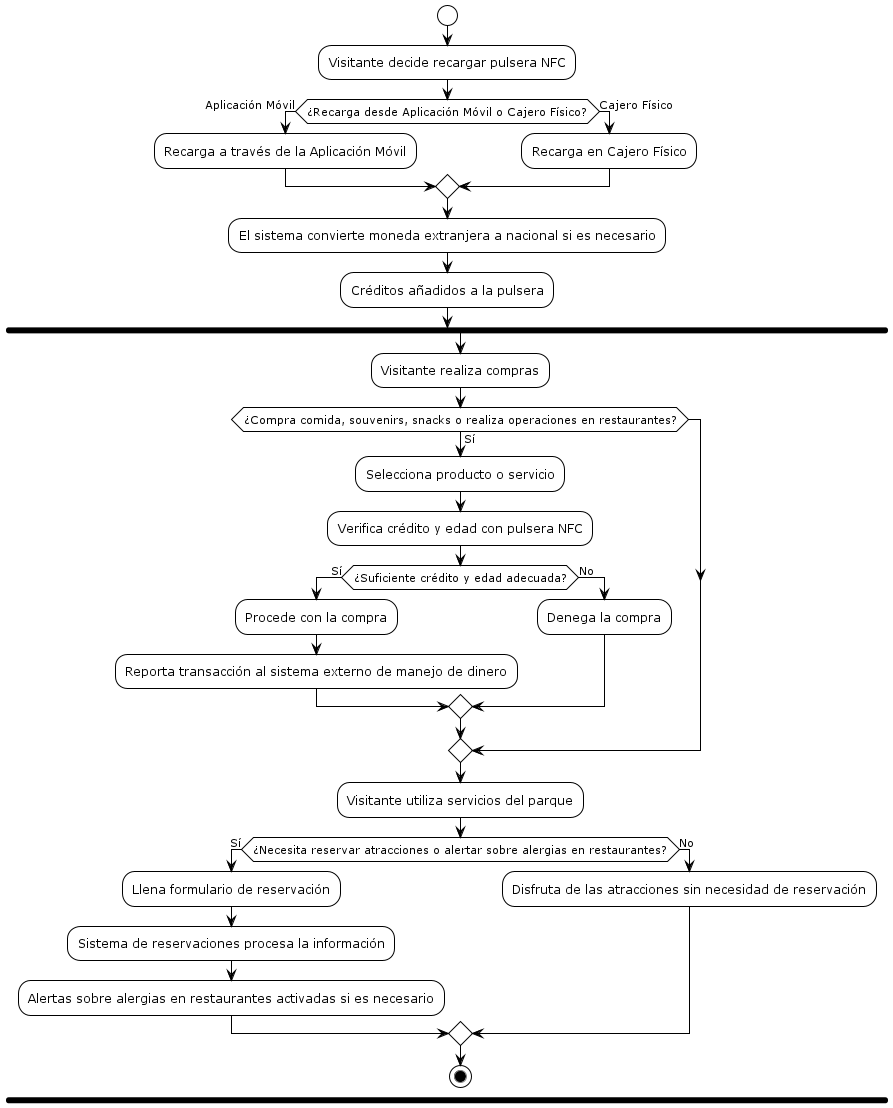 Visitante decide recargar pulsera NFC
Aplicación Móvil
¿Recarga desde Aplicación Móvil o Cajero Físico?
Cajero Físico
Recarga a través de la Aplicación Móvil
Recarga en Cajero Físico
El sistema convierte moneda extranjera a nacional si es necesario
Créditos añadidos a la pulsera
Visitante realiza compras
¿Compra comida, souvenirs, snacks o realiza operaciones en restaurantes?
Sí
Selecciona producto o servicio
Verifica crédito y edad con pulsera NFC
Sí
¿Suficiente crédito y edad adecuada?
No
Procede con la compra
Denega la compra
Reporta transacción al sistema externo de manejo de dinero
Visitante utiliza servicios del parque
Sí
¿Necesita reservar atracciones o alertar sobre alergias en restaurantes?
No
Llena formulario de reservación
Disfruta de las atracciones sin necesidad de reservación
Sistema de reservaciones procesa la información
Alertas sobre alergias en restaurantes activadas si es necesario